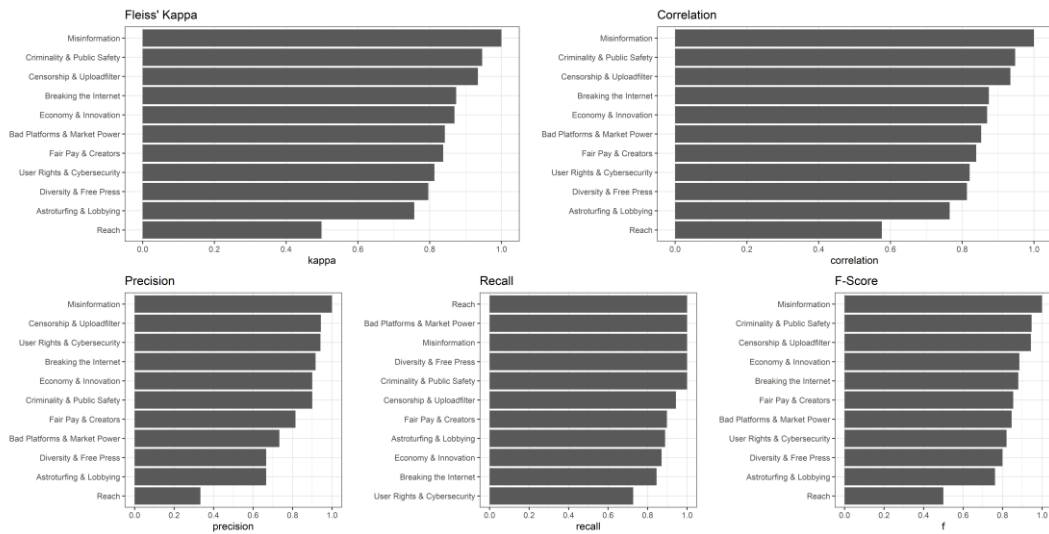 Fleiss' Kappa
Misinformation
Criminality & Public Safety
Censorship & Uploadfilter
Breaking the Internet
Economy & Innovation
Bad Platforms & Market Power
Fair Pay & Creators
User Rights & Cybersecurity
Diversity & Free Press
Astroturfing & Lobbying
Reach
0.0 0.2 0.4 0.6 0.8 1.0
kappa
Correlation
Misinformation
Criminality & Public Safety
Censorship & Uploadfilter
Breaking the Internet
Economy & Innovation
Bad Platforms & Market Power
Fair Pay & Creators
User Rights & Cybersecurity
Diversity & Free Press
Astroturfing & Lobbying
Reach
0.0 0.2 0.4 0.6 0.8 1.0
correlation
Precision
Misinformation
Censorship & Uploadfilter
User Rights & Cybersecurity
Breaking the Internet
Economy & Innovation
Criminality & Public Safety
Fair Pay & Creators
Bad Platforms & Market Power
Diversity & Free Press
Astroturfing & Lobbying
Reach
0.0 0.2 0.4 0.6 0.8 1.0
precision
Recall
Reach
Bad Platforms & Market Power
Misinformation
Diversity & Free Press
Criminality & Public Safety
Censorship & Uploadfilter
Fair Pay & Creators
Astroturfing & Lobbying
Economy & Innovation
Breaking the Internet
User Rights & Cybersecurity
0.0 0.2 0.4 0.6 0.8 1.0
recall
F-Score
Misinformation
Criminality & Public Safety
Censorship & Uploadfilter
Economy & Innovation
Breaking the Internet
Fair Pay & Creators
Bad Platforms & Market Power
User Rights & Cybersecurity
Diversity & Free Press
Astroturfing & Lobbying
Reach
0.0 0.2 0.4 0.6 0.8 1.0
f